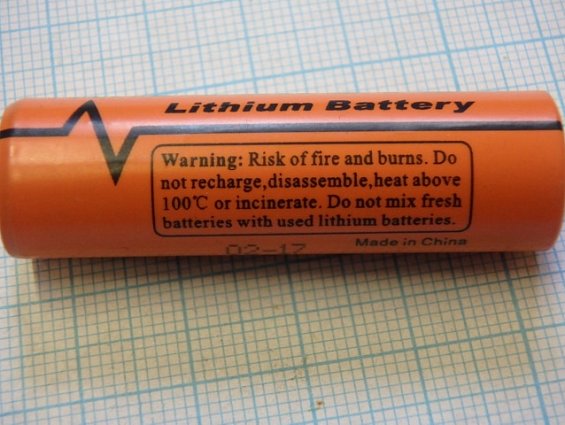 Lithium Battery
Warning: Risk of fire and burns. Do
not recharge,disassemble,heat above
100℃ or incinerate. Do not mix fresh
batteries with used lithium batteries.
02-17
Made in China